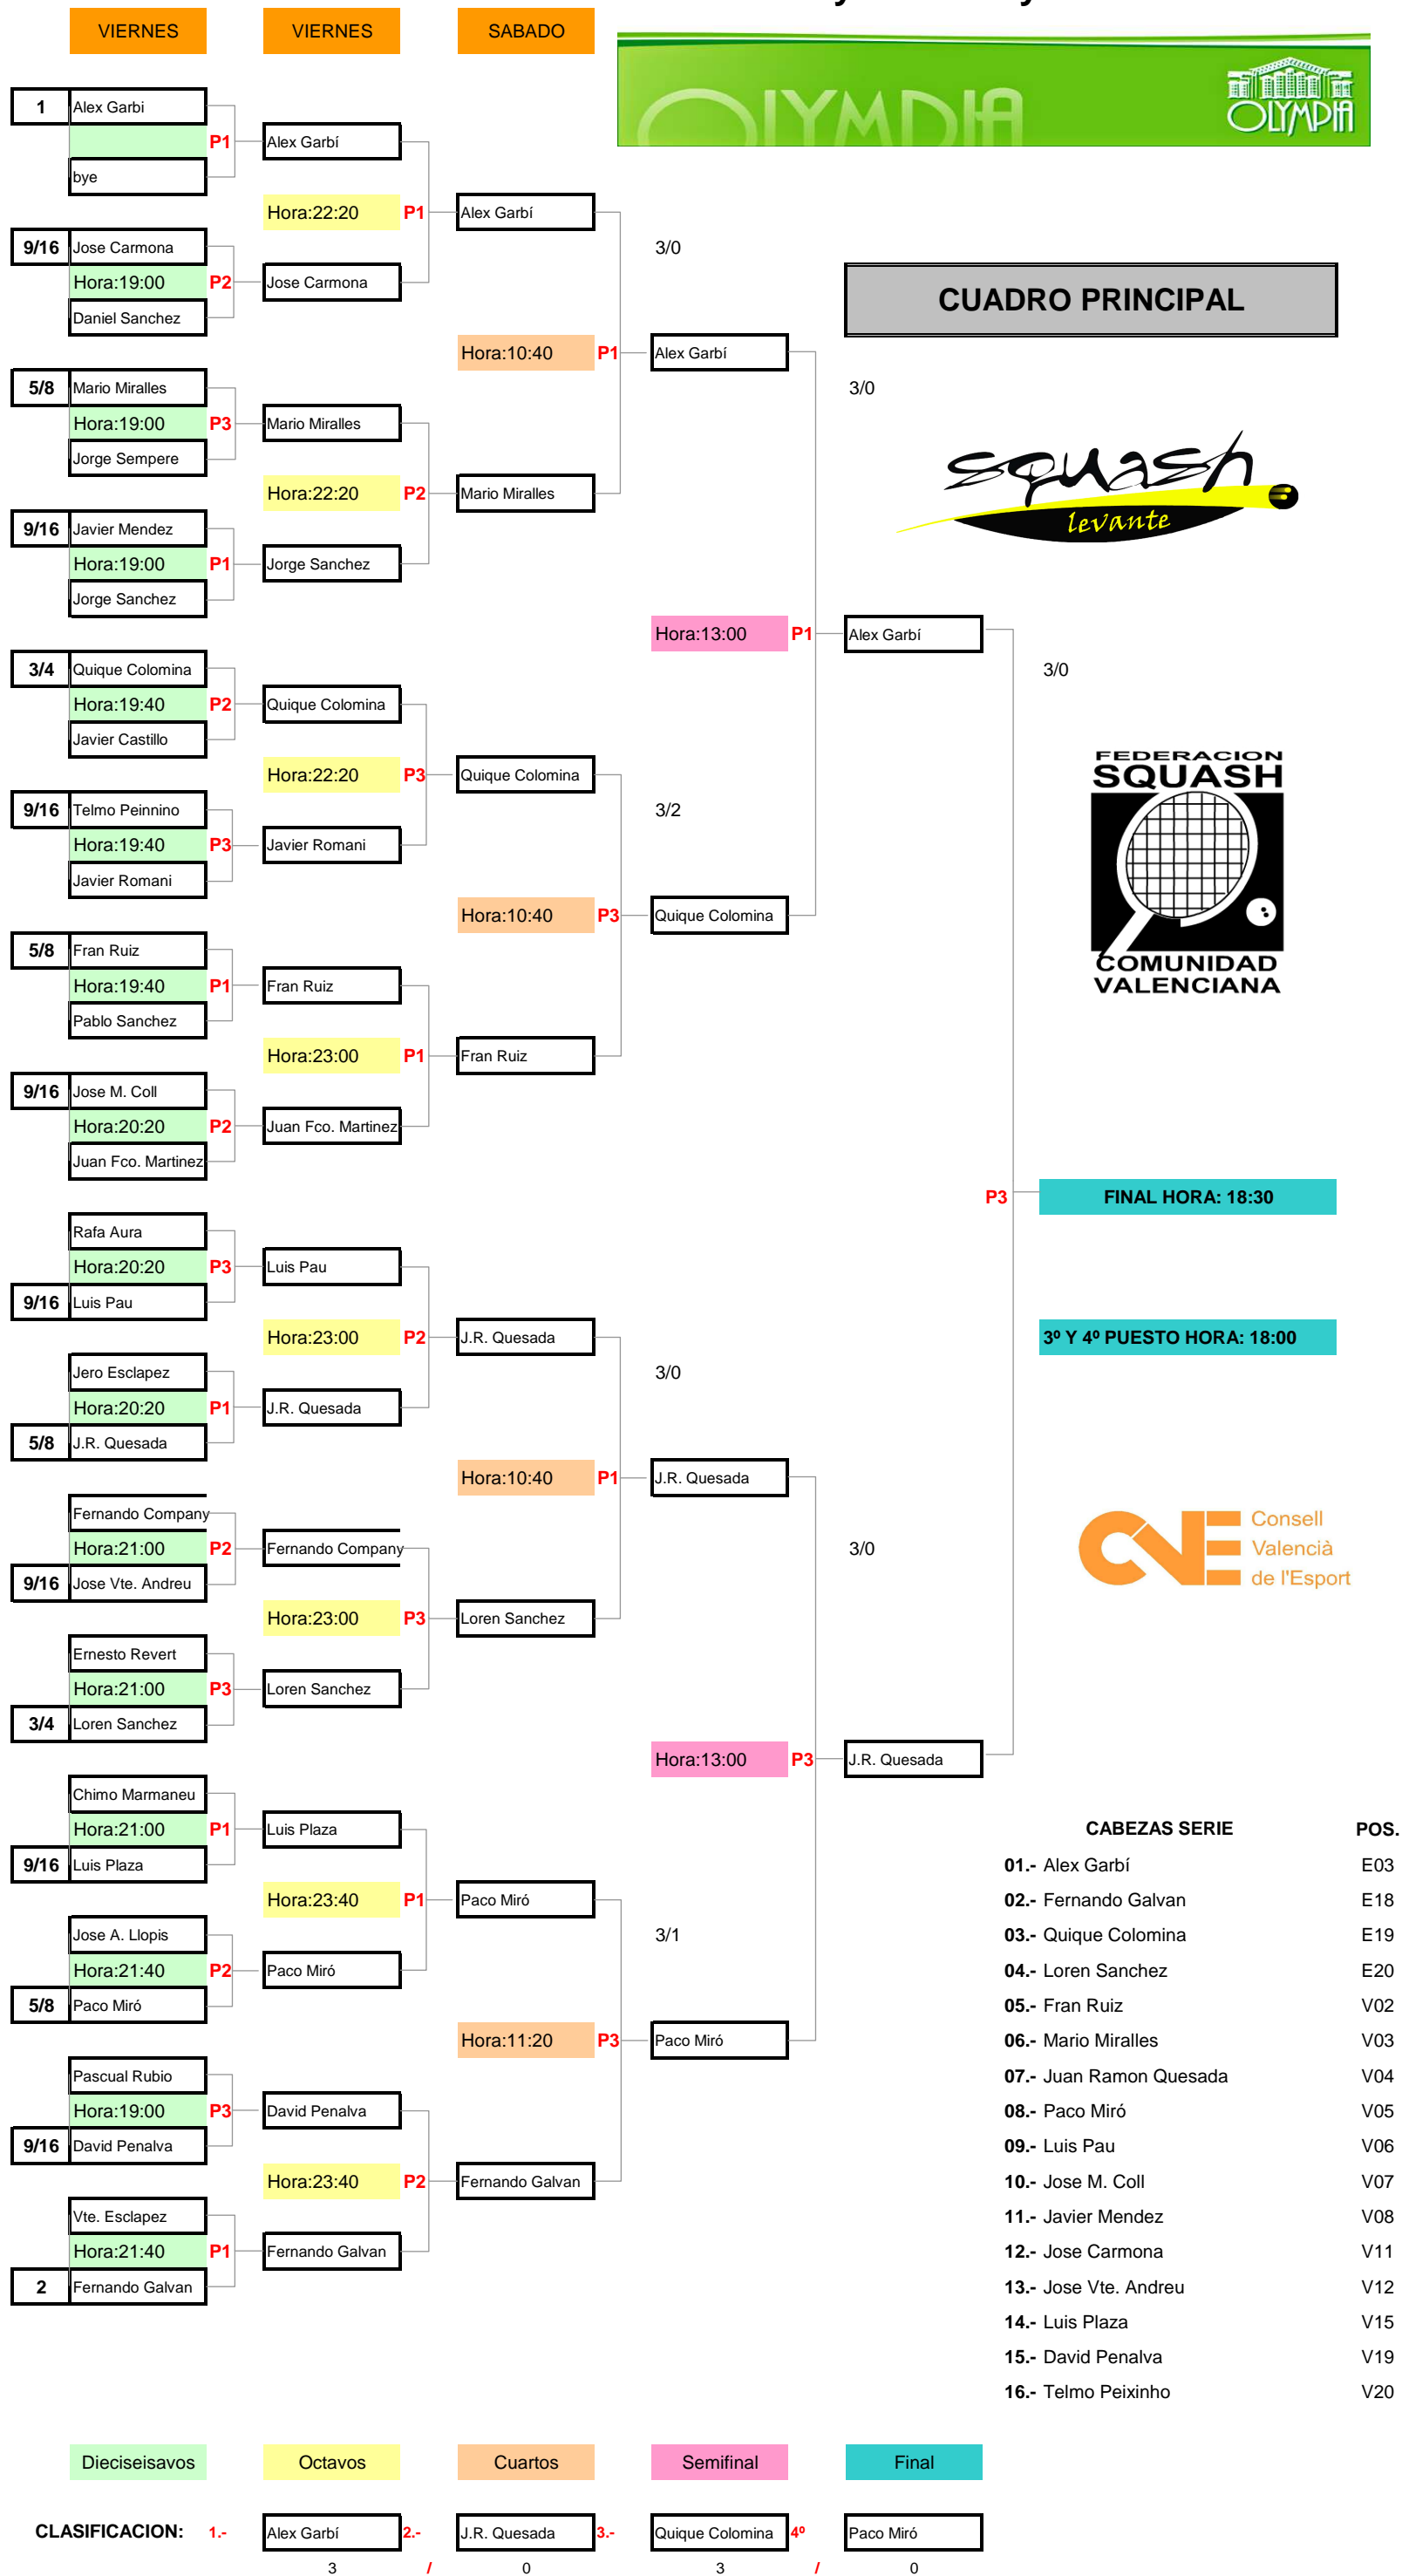 VIERNES VIERNES SABADO
OLYMPIA
OLYMPIA
1 Alex Garbi
P1 Alex Garbí
bye
Hora:22:20 P1 Alex Garbí
9/16 Jose Carmona 3/0
Hora:19:00 P2 Jose Carmona
CUADRO PRINCIPAL
Daniel Sanchez
Hora:10:40 P1 Alex Garbí
5/8 Mario Miralles 3/0
Hora:19:00 P3 Mario Miralles
Jorge Sempere
squash
Hora:22:20 P2 Mario Miralles
levante
9/16 Javier Mendez
Hora:19:00 P1 Jorge Sanchez
Jorge Sanchez
Hora:13:00 P1 Alex Garbí
3/4 Quique Colomina 3/0
Hora:19:40 P2 Quique Colomina
Javier Castillo
FEDERACION
SQUASH
Hora:22:20 P3 Quique Colomina
9/16 Telmo Peinnino 3/2
Hora:19:40 P3 Javier Romani
Javier Romani
Hora:10:40 P3 Quique Colomina
5/8 Fran Ruiz
COMUNIDAD
VALENCIANA
Hora:19:40 P1 Fran Ruiz
Pablo Sanchez
Hora:23:00 P1 Fran Ruiz
9/16 Jose M. Coll
Hora:20:20 P2 Juan Fco. Martinez
Juan Fco. Martinez
P3 FINAL HORA: 18:30
Rafa Aura
Hora:20:20 P3 Luis Pau
9/16 Luis Pau
Hora:23:00 P2 J.R. Quesada 3º Y 4º PUESTO HORA: 18:00
Jero Esclapez 3/0
Hora:20:20 P1 J.R. Quesada
5/8 J.R. Quesada
Hora:10:40 P1 J.R. Quesada
Fernando Company
Consell
Hora:21:00 P2 Fernando Company 3/0 Valencià
9/16 Jose Vte. Andreu de l'Esport
Hora:23:00 P3 Loren Sanchez
Ernesto Revert
Hora:21:00 P3 Loren Sanchez
3/4 Loren Sanchez
Hora:13:00 P3 J.R. Quesada
Chimo Marmaneu
Hora:21:00 P1 Luis Plaza CABEZAS SERIE POS.
9/16 Luis Plaza 01.- Alex Garbí E03
Hora:23:40 P1 Paco Miró 02.- Fernando Galvan E18
Jose A. Llopis 3/1 03.- Quique Colomina E19
Hora:21:40 P2 Paco Miró 04.- Loren Sanchez E20
5/8 Paco Miró 05.- Fran Ruiz V02
Hora:11:20 P3 Paco Miró 06.- Mario Miralles V03
Pascual Rubio 07.- Juan Ramon Quesada V04
Hora:19:00 P3 David Penalva 08.- Paco Miró V05
9/16 David Penalva 09.- Luis Pau V06
Hora:23:40 P2 Fernando Galvan 10.- Jose M. Coll V07
Vte. Esclapez 11.- Javier Mendez V08
Hora:21:40 P1 Fernando Galvan 12.- Jose Carmona V11
2 Fernando Galvan 13.- Jose Vte. Andreu V12
14.- Luis Plaza V15
15.- David Penalva V19
16.- Telmo Peixinho V20
Dieciseisavos Octavos Cuartos Semifinal Final
CLASIFICACION: 1.- Alex Garbí 2.- J.R. Quesada 3.- Quique Colomina 4º Paco Miró
3 / 0 3 / 0